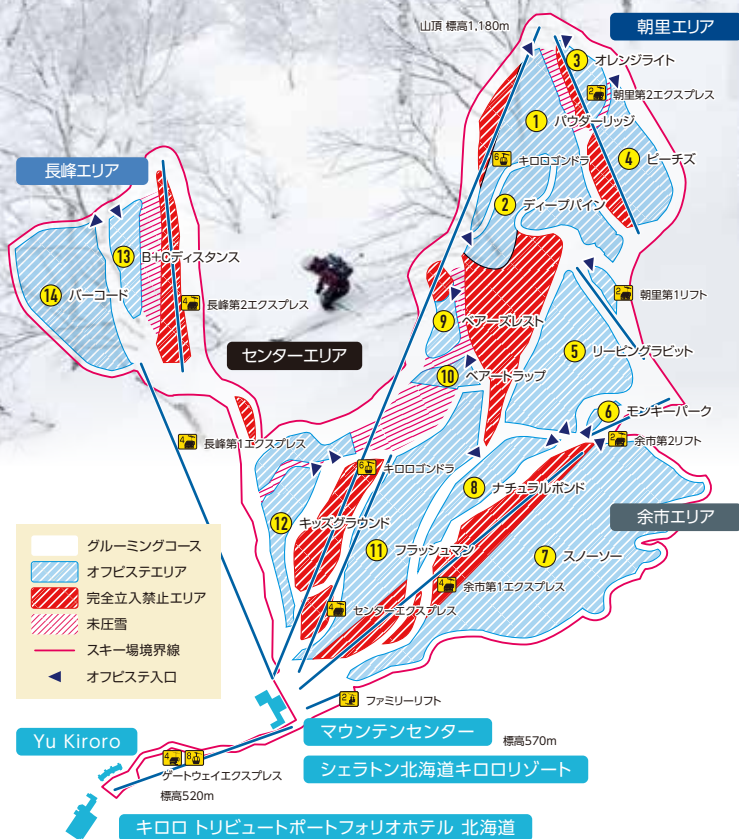 山頂 標高1,180m
朝里エリア
3 オレンジライト
2 朝里第2エクスプレス
1 パウダーリッジ
6 キロロゴンドラ
4 ピーチズ
長峰エリア
2 ディープパイン
13 B+Cディスタンス
14 バーコード
4 長峰第2エクスプレス
2 朝里第1リフト
9 ベアーズレスト
センターエリア
5 リーピングラビット
10 ベアートラップ
6 モンキーパーク
4 長峰第1エクスプレス
2 余市第2リフト
6 キロロゴンドラ
8 ナチュラルボンド
余市エリア
12 キッズグラウンド
11 フラッシュマン
7 スノーソー
4 余市第1エクスプレス
4 センターエクスプレス
グルーミングコース
オフピステエリア
完全立入禁止エリア
未圧雪
スキー場境界線
オフピステ入口
2 ファミリーリフト
マウンテンセンター
標高570m
Yu Kiroro
シェラトン北海道キロロリゾート
4 8
ゲートウェイエクスプレス
標高520m
キロロ トリビュートポートフォリオホテル 北海道